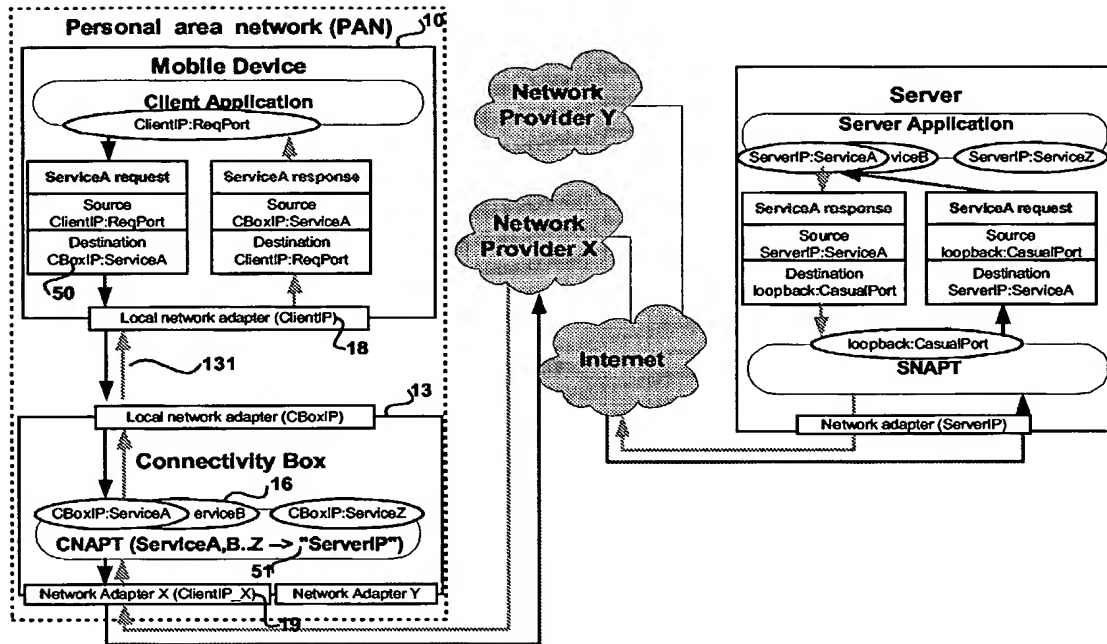 Personal area network (PAN)
10
Mobile Device
Client Application
ClientIP:ReqPort
ServiceA request
Source
ClientIP:ReqPort
Destination
CBoxIP:ServiceA
50
ServiceA response
Source
CBoxIP:ServiceA
Destination
ClientIP:ReqPort
Local network adapter (ClientIP)
18
131
13
Local network adapter (CBoxIP)
Connectivity Box
16
CBoxIP:ServiceA
erviceB
CBoxIP:ServiceZ
CNAPT (ServiceA,B..Z → "ServerIP")
51
Network Adapter X (ClientIP_X)
Network Adapter Y
19
Network
Provider Y
Network
Provider X
Internet
Server
Server Application
ServerIP:ServiceA
viceB
ServerIP:ServiceZ
ServiceA response
Source
ServerIP:ServiceA
Destination
loopback:CasualPort
ServiceA request
Source
loopback:CasualPort
Destination
ServerIP:ServiceA
loopback:CasualPort
SNAPT
Network adapter (ServerIP)